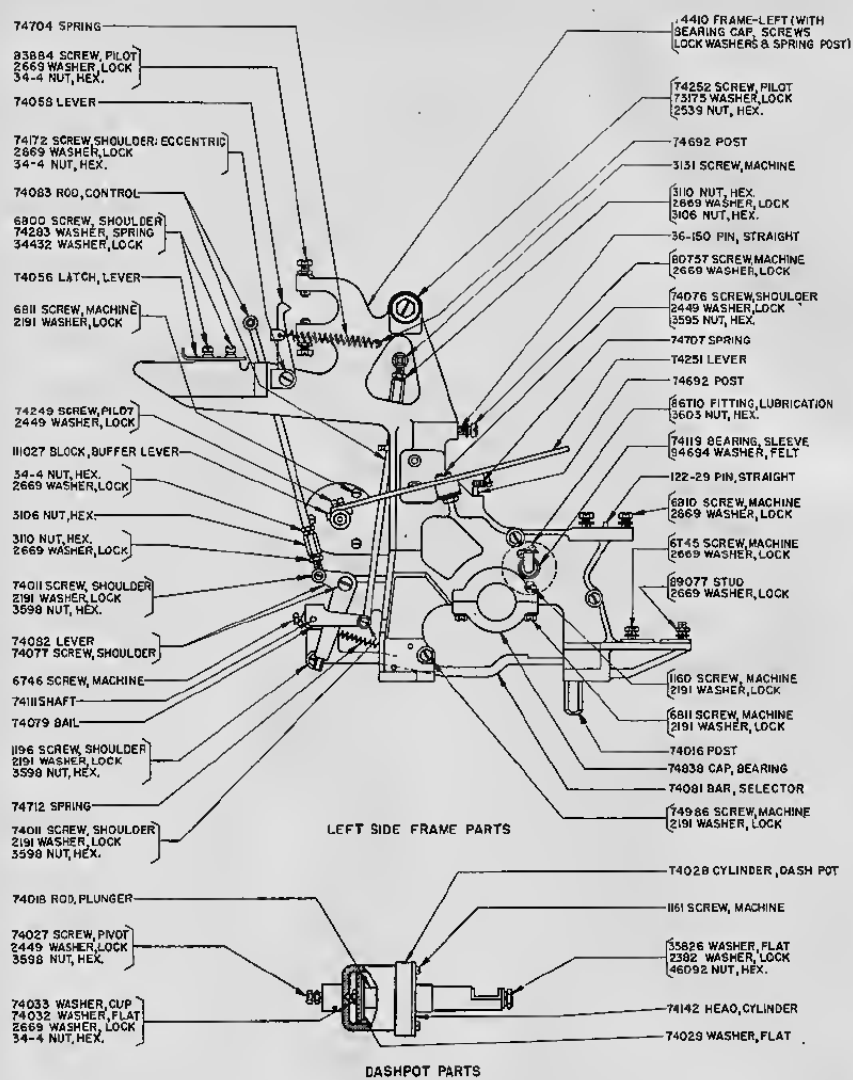 74704 SPRING
83884 SCREW, PILOT
2669 WASHER, LOCK
34-4 NUT, HEX.
74058 LEVER
74172 SCREW, SHOULDER; ECCENTRIC
2669 WASHER, LOCK
34-4 NUT, HEX.
74083 ROD, CONTROL
6800 SCREW, SHOULDER
74283 WASHER, SPRING
34432 WASHER, LOCK
74056 LATCH, LEVER
6811 SCREW, MACHINE
2191 WASHER, LOCK
74249 SCREW, PILOT
2449 WASHER, LOCK
111027 BLOCK, BUFFER LEVER
34-4 NUT, HEX.
2669 WASHER, LOCK
3106 NUT, HEX.
3110 NUT, HEX.
2669 WASHER, LOCK
74011 SCREW, SHOULDER
2191 WASHER, LOCK
3598 NUT, HEX.
74082 LEVER
74077 SCREW, SHOULDER
6746 SCREW, MACHINE
74111 SHAFT
74079 BAIL
1196 SCREW, SHOULDER
2191 WASHER, LOCK
3598 NUT, HEX.
74712 SPRING
74011 SCREW, SHOULDER
2191 WASHER, LOCK
3598 NUT, HEX.
4410 FRAME-LEFT (WITH
BEARING CAP, SCREWS
LOCK WASHERS & SPRING POST)
74252 SCREW, PILOT
73175 WASHER, LOCK
2539 NUT, HEX.
74692 POST
3131 SCREW, MACHINE
3110 NUT, HEX.
2669 WASHER, LOCK
3106 NUT, HEX.
36-150 PIN, STRAIGHT
80757 SCREW, MACHINE
2669 WASHER, LOCK
74076 SCREW, SHOULDER
2449 WASHER, LOCK
3595 NUT, HEX.
74707 SPRING
74251 LEVER
74692 POST
86710 FITTING, LUBRICATION
3603 NUT, HEX.
74119 BEARING, SLEEVE
94694 WASHER, FELT
122-29 PIN, STRAIGHT
6810 SCREW, MACHINE
2669 WASHER, LOCK
6745 SCREW, MACHINE
2669 WASHER, LOCK
89077 STUD
2669 WASHER, LOCK
1160 SCREW, MACHINE
2191 WASHER, LOCK
6811 SCREW, MACHINE
2191 WASHER, LOCK
74016 POST
74838 CAP, BEARING
74081 BAR, SELECTOR
74986 SCREW, MACHINE
2191 WASHER, LOCK
LEFT SIDE FRAME PARTS
74018 ROD, PLUNGER
74027 SCREW, PIVOT
2449 WASHER, LOCK
3598 NUT, HEX.
74033 WASHER, CUP
74032 WASHER, FLAT
2669 WASHER, LOCK
34-4 NUT, HEX.
74028 CYLINDER, DASH POT
1161 SCREW, MACHINE
35826 WASHER, FLAT
2382 WASHER, LOCK
46092 NUT, HEX.
74142 HEAD, CYLINDER
74029 WASHER, FLAT
DASHPOT PARTS